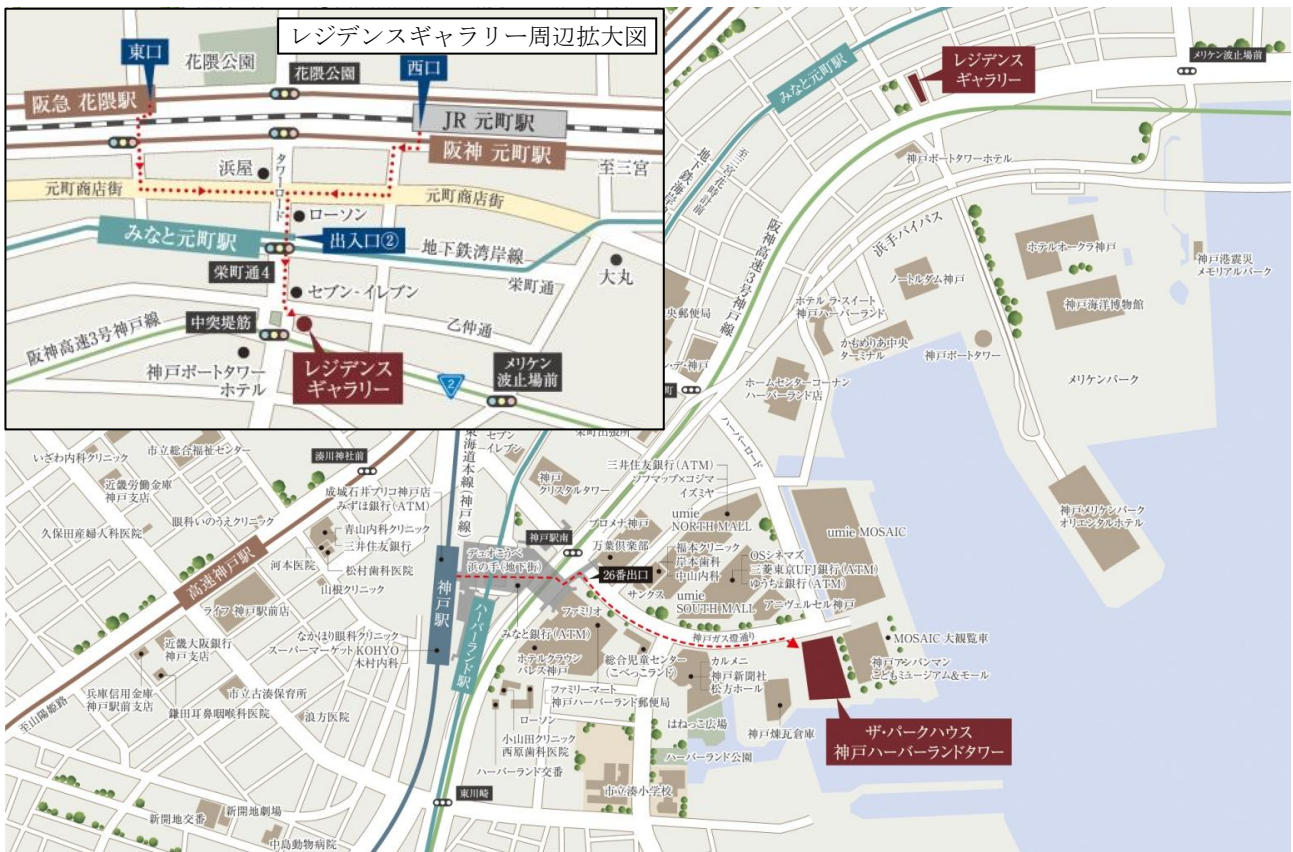 レジデンスギャラリー周辺拡大図
東口
花隈公園
花隈公園
西口
阪急 花隈駅
JR 元町駅
阪神 元町駅
浜屋
タワーロード
至三宮
元町商店街
元町商店街
ローソン
みなと元町駅
出入口②
地下鉄湾岸線
栄町通4
栄町通
大丸
セブン-イレブン
中突堤筋
乙仲通
阪神高速3号神戸線
レジデンス
ギャラリー
神戸ポートタワー
ホテル
2
メリケン
波止場前
みなと元町駅
レジデンス
ギャラリー
メリケン波止場前
至三宮花時計前
地下鉄海岸
神戸ポートタワーホテル
阪神高速3号神戸線
浜手バイパス
ホテルオークラ神戸
神戸港震災
メモリアルパーク
ノートルダム神戸
神戸海洋博物館
央郵便局
ホテル ラ・スイート
神戸ハーバーランド
かもめりあ中央
ターミナル
神戸ポートタワー
ン・デ・神戸
ホームセンターコーナン
ハーバーランド店
メリケンパーク
町
ハーバーロード
神戸メリケンパーク
オリエンタルホテル
いざわ内科クリニック
市立総合福祉センター
湊川神社前
東海道本線(神戸線)
セブン
イレブン
栄町出張所
近畿労働金庫
神戸支店
成城石井プリコ神戸店
みずほ銀行(ATM)
神戸
クリスタルタワー
三井住友銀行(ATM)
ソフマップ×コジマ
イズミヤ
久保田産婦人科医院
眼科いのうえクリニック
青山内科クリニック
三井住友銀行
松村歯科医院
河本医院
プロメナ神戸
umie
NORTH MALL
umie MOSAIC
神戸駅南
万葉倶楽部
福本クリニック
岸本歯科
中山内科
OSシネマズ
三菱東京UFJ銀行(ATM)
ゆうちょ銀行(ATM)
デュオこうべ
浜の手(地下街)
26番出口
高速神戸駅
山根クリニック
神戸駅
ハーバーランド駅
サンクス
umie
SOUTH MALL
アニヴェルセル神戸
ライフ 神戸駅前店
ファミリオ
なかほり眼科クリニック
スーパーマーケットKOHYO
木村内科
みなと銀行(ATM)
神戸ガス燈通り
MOSAIC 大観覧車
近畿大阪銀行
神戸支店
ホテルクラウン
パレス神戸
総合児童センター
(こべっこランド)
カルメニ
神戸新聞社
松方ホール
神戸アンパンマン
こどもミュージアム&モール
兵庫信用金庫
神戸駅前支店
市立古湊保育所
ファミリーマート
神戸ハーバーランド郵便局
至山陽姫路
鎌田耳鼻咽喉科医院
浪方医院
ローソン
はねっこ広場
神戸煉瓦倉庫
ザ・パークハウス
神戸ハーバーランドタワー
小山田クリニック
西原歯科医院
ハーバーランド公園
ハーバーランド交番
市立湊小学校
東川崎
新開地交番
新開地劇場
中島動物病院